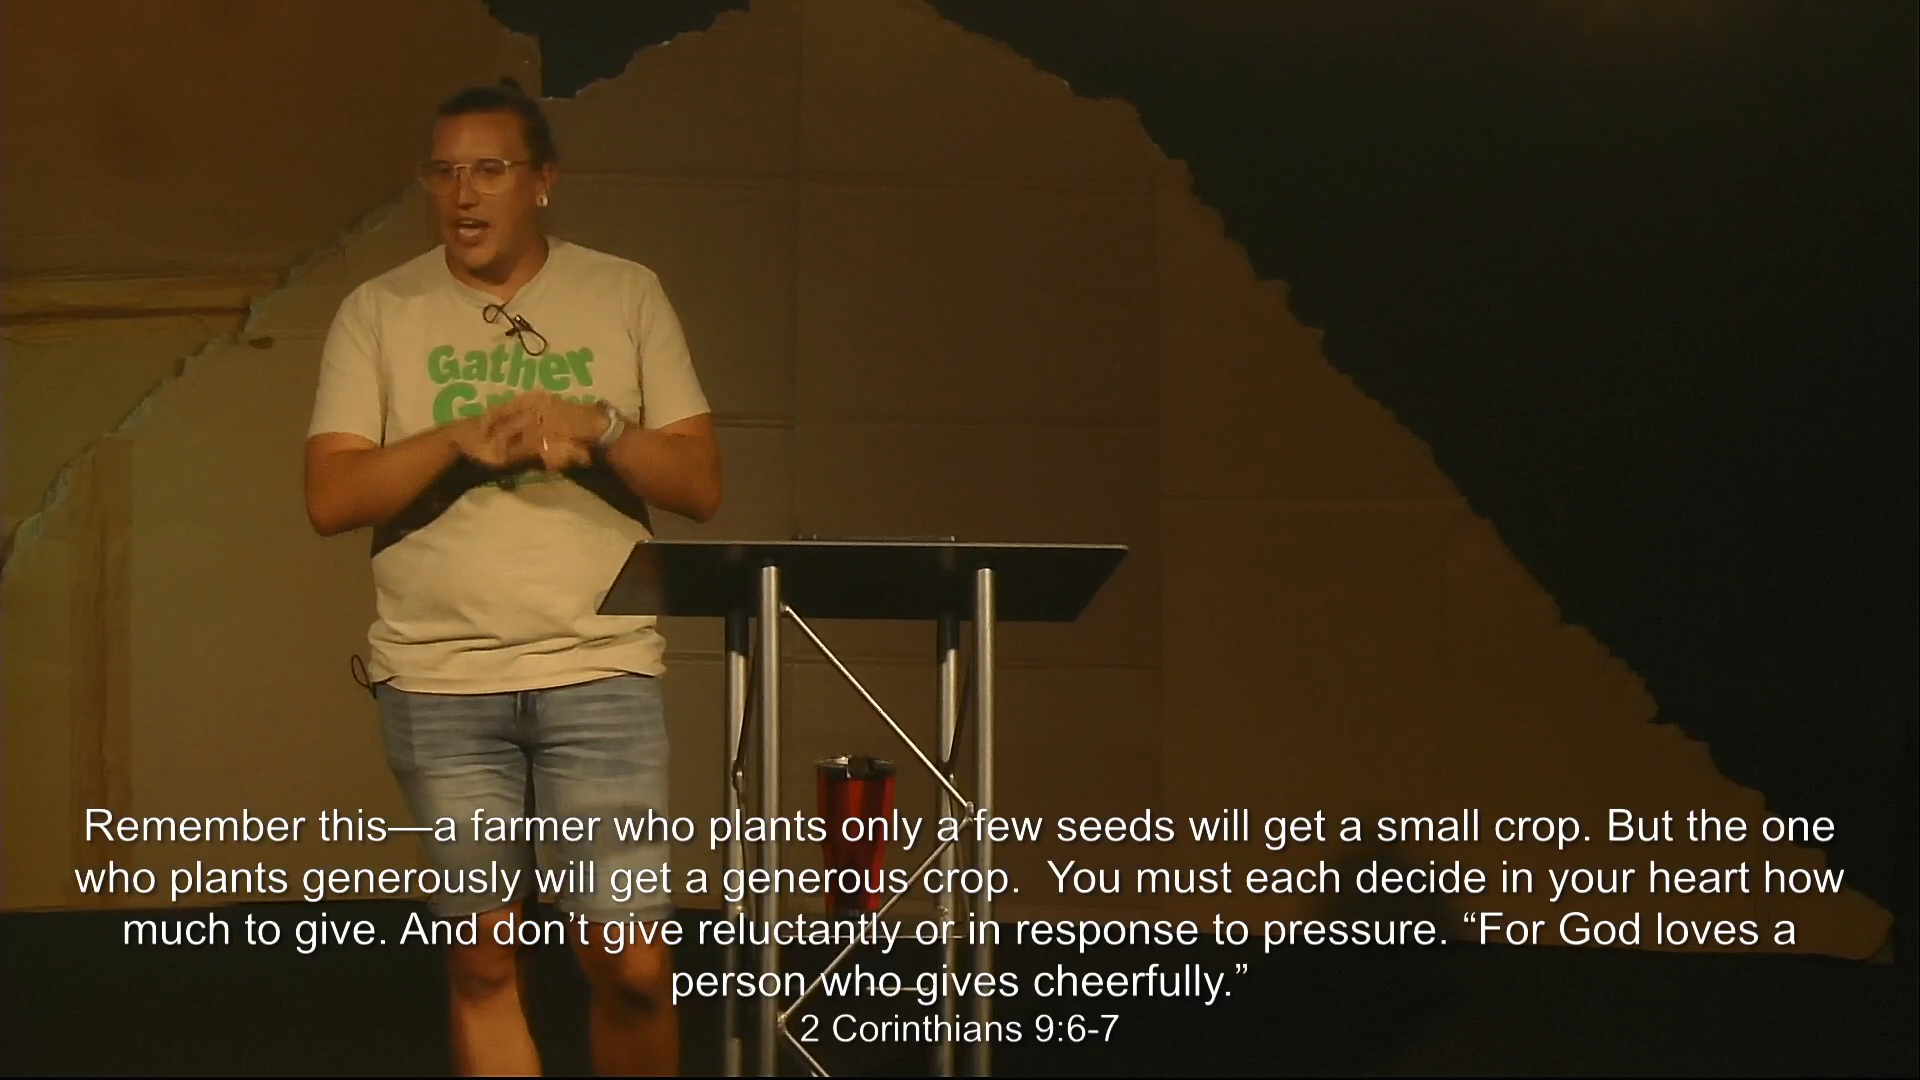 Gather
Remember this—a farmer who plants only a few seeds will get a small crop. But the one
who plants generously will get a generous crop.  You must each decide in your heart how
much to give. And don’t give reluctantly or in response to pressure. “For God loves a
person who gives cheerfully.”
2 Corinthians 9:6-7